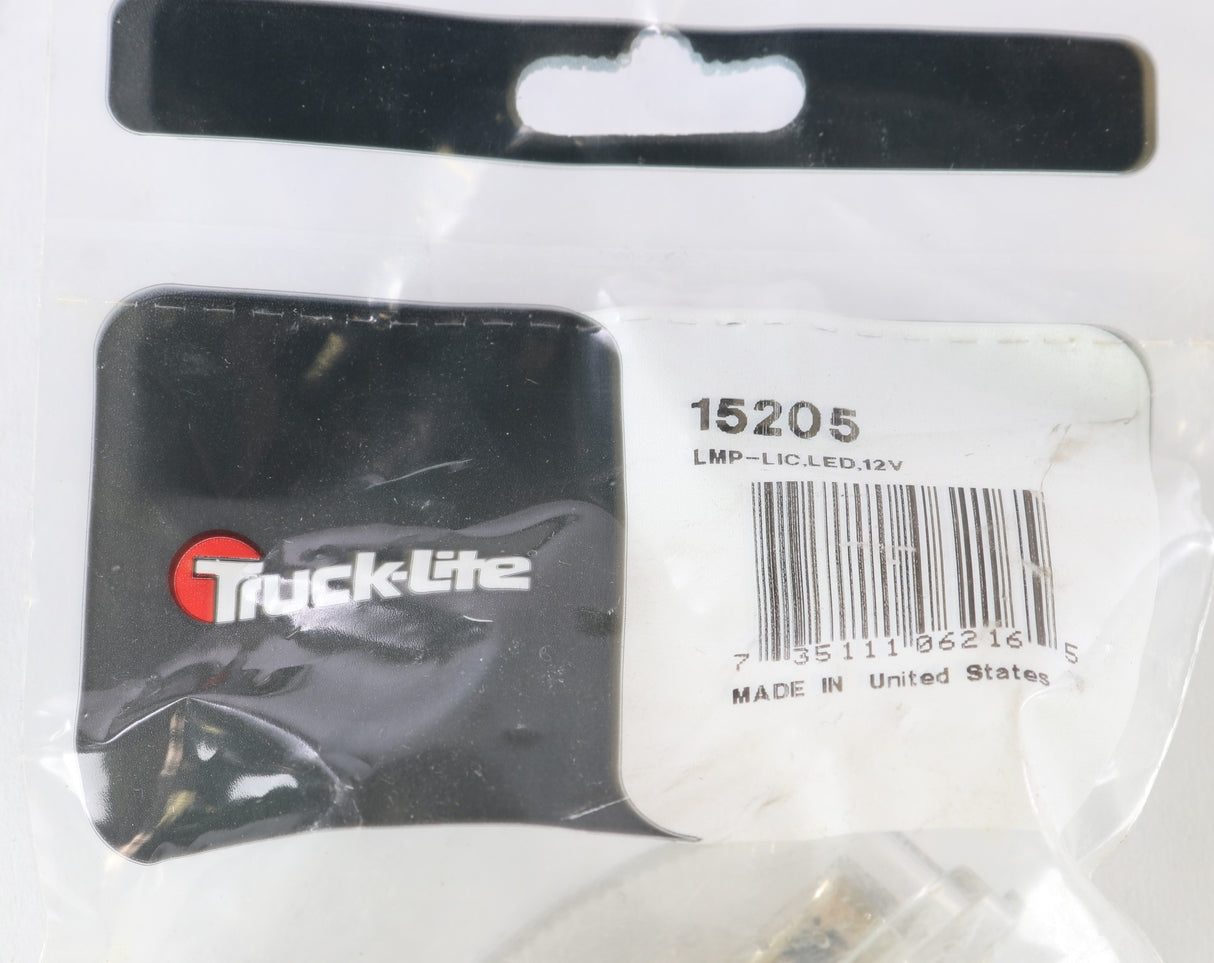 Truck-Lite
15205
LMP-LIC,LED,12V
7 35111 06216 5
MADE IN United States